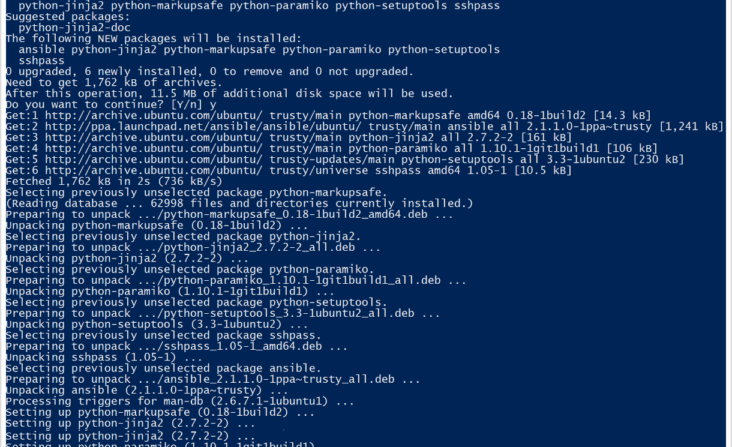 python-jinja2 python-markupsafe python-paramiko python-setuptools sshpass
Suggested packages:
python-jinja2-doc
The following NEW packages will be installed:
ansible python-jinja2 python-markupsafe python-paramiko python-setuptools
sshpass
0 upgraded, 6 newly installed, 0 to remove and 0 not upgraded.
Need to get 1,762 kB of archives.
After this operation, 11.5 MB of additional disk space will be used.
Do you want to continue? [Y/n] y
Get:1 http://archive.ubuntu.com/ubuntu/ trusty/main python-markupsafe amd64 0.18-1build2 [14.3 kB]
Get:2 http://ppa.launchpad.net/ansible/ansible/ubuntu/ trusty/main ansible all 2.1.1.0-1ppa~trusty [1,241 kB]
Get:3 http://archive.ubuntu.com/ubuntu/ trusty/main python-jinja2 all 2.7.2-2 [161 kB]
Get:4 http://archive.ubuntu.com/ubuntu/ trusty/main python-paramiko all 1.10.1-1git1build1 [106 kB]
Get:5 http://archive.ubuntu.com/ubuntu/ trusty-updates/main python-setuptools all 3.3-1ubuntu2 [230 kB]
Get:6 http://archive.ubuntu.com/ubuntu/ trusty/universe sshpass amd64 1.05-1 [10.5 kB]
Fetched 1,762 kB in 2s (736 kB/s)
Selecting previously unselected package python-markupsafe.
(Reading database ... 62998 files and directories currently installed.)
Preparing to unpack .../python-markupsafe_0.18-1build2_amd64.deb ...
Unpacking python-markupsafe (0.18-1build2) ...
Selecting previously unselected package python-jinja2.
Preparing to unpack .../python-jinja2_2.7.2-2_all.deb ...
Unpacking python-jinja2 (2.7.2-2) ...
Selecting previously unselected package python-paramiko.
Preparing to unpack .../python-paramiko_1.10.1-1git1build1_all.deb ...
Unpacking python-paramiko (1.10.1-1git1build1) ...
Selecting previously unselected package python-setuptools.
Preparing to unpack .../python-setuptools_3.3-1ubuntu2_all.deb ...
Unpacking python-setuptools (3.3-1ubuntu2) ...
Selecting previously unselected package sshpass.
Preparing to unpack .../sshpass_1.05-1_amd64.deb ...
Unpacking sshpass (1.05-1) ...
Selecting previously unselected package ansible.
Preparing to unpack .../ansible_2.1.1.0-1ppa~trusty_all.deb ...
Unpacking ansible (2.1.1.0-1ppa~trusty) ...
Processing triggers for man-db (2.6.7.1-1ubuntu1) ...
Setting up python-markupsafe (0.18-1build2) ...
Setting up python-jinja2 (2.7.2-2) ...
Setting up python-jinja2 (2.7.2-2) ...
Setting up python-paramiko (1.10.1-1git1build1)